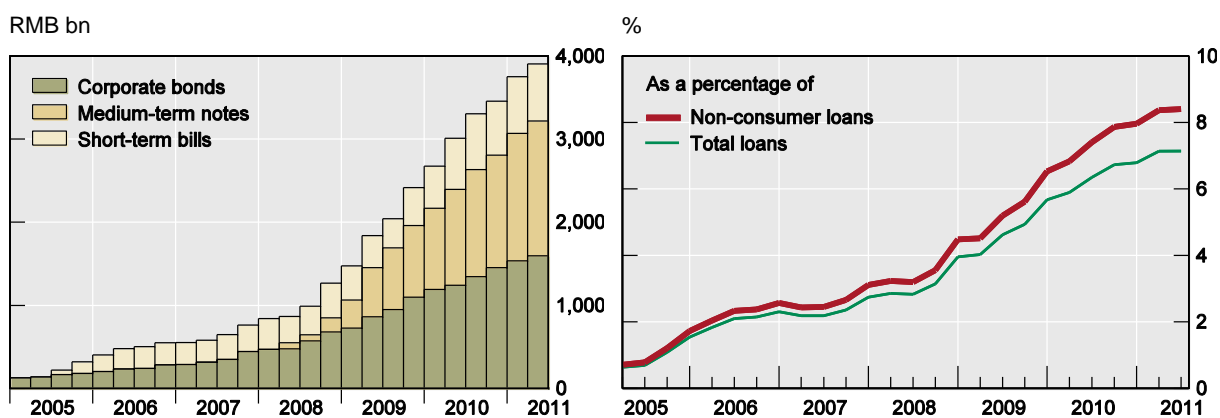 RMB bn
Corporate bonds
Medium-term notes
Short-term bills
4,000
3,000
2,000
1,000
0
2005 2006 2007 2008 2009 2010 2011
%
As a percentage of
Non-consumer loans
Total loans
10
8
6
4
2
0
2005 2006 2007 2008 2009 2010 2011